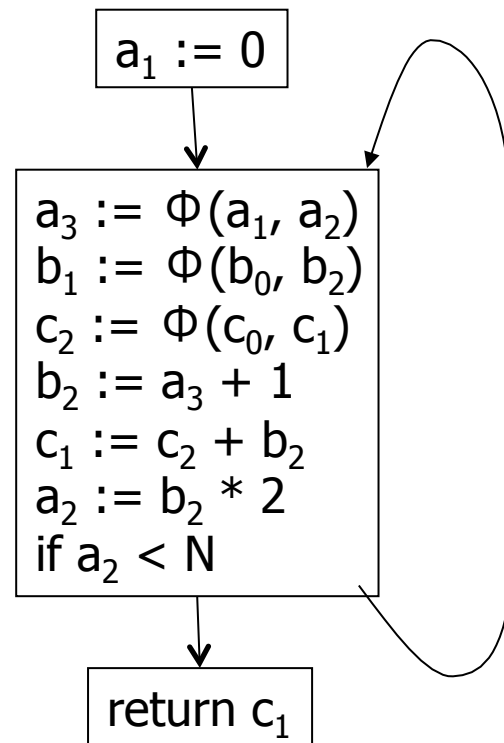 a₁ := 0
a₃ := Φ(a₁, a₂)
b₁ := Φ(b₀, b₂)
c₂ := Φ(c₀, c₁)
b₂ := a₃ + 1
c₁ := c₂ + b₂
a₂ := b₂ * 2
if a₂ < N
return c₁